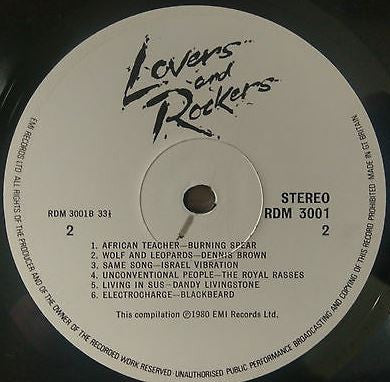 Lovers
and
Rockers
STEREO
RDM 3001B 33⅓
RDM 3001
2
2
1. AFRICAN TEACHER—BURNING SPEAR
2. WOLF AND LEOPARDS—DENNIS BROWN
3. SAME SONG—ISRAEL VIBRATION
4. UNCONVENTIONAL PEOPLE—THE ROYAL RASSES
5. LIVING IN SUS—DANDY LIVINGSTONE
6. ELECTROCHARGE—BLACKBEARD
This compilation ℗1980 EMI Records Ltd.
EMI RECORDS LTD ALL RIGHTS OF THE PRODUCER AND OF THE OWNER OF THE RECORDED WORK RESERVED. UNAUTHORISED PUBLIC PERFORMANCE BROADCASTING AND COPYING OF THIS RECORD PROHIBITED · MADE IN GT BRITAIN